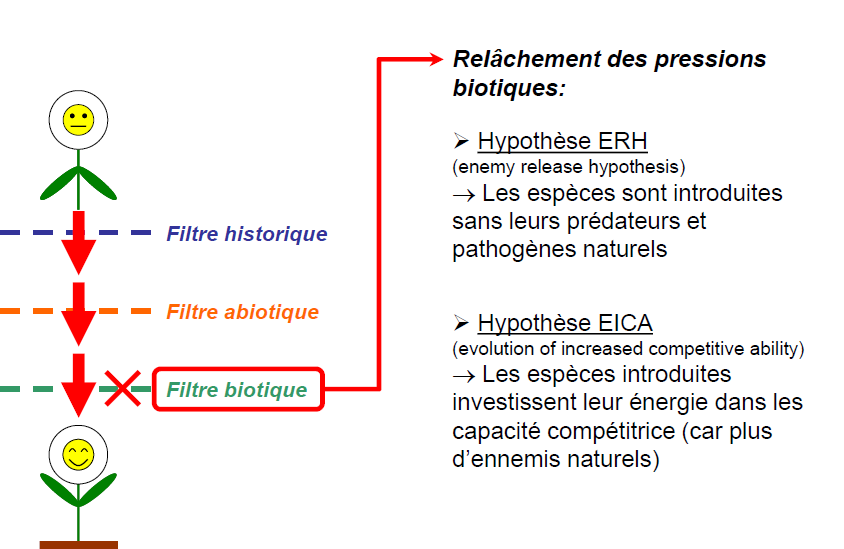 Relâchement des pressions
biotiques:
➢ Hypothèse ERH
(enemy release hypothesis)
→ Les espèces sont introduites
sans leurs prédateurs et
pathogènes naturels
➢ Hypothèse EICA
(evolution of increased competitive ability)
→ Les espèces introduites
investissent leur énergie dans les
capacité compétitrice (car plus
d'ennemis naturels)
Filtre historique
Filtre abiotique
Filtre biotique